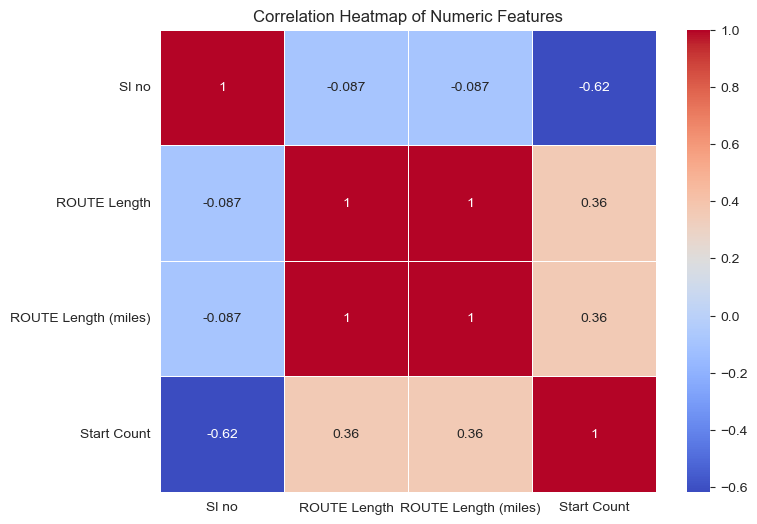 Correlation Heatmap of Numeric Features
SI no
1
-0.087
-0.087
-0.62
ROUTE Length
-0.087
1
1
0.36
ROUTE Length (miles)
-0.087
1
1
0.36
Start Count
-0.62
0.36
0.36
1
SI no
ROUTE Length
ROUTE Length (miles)
Start Count
1.0
0.8
0.6
0.4
0.2
0.0
−0.2
−0.4
−0.6